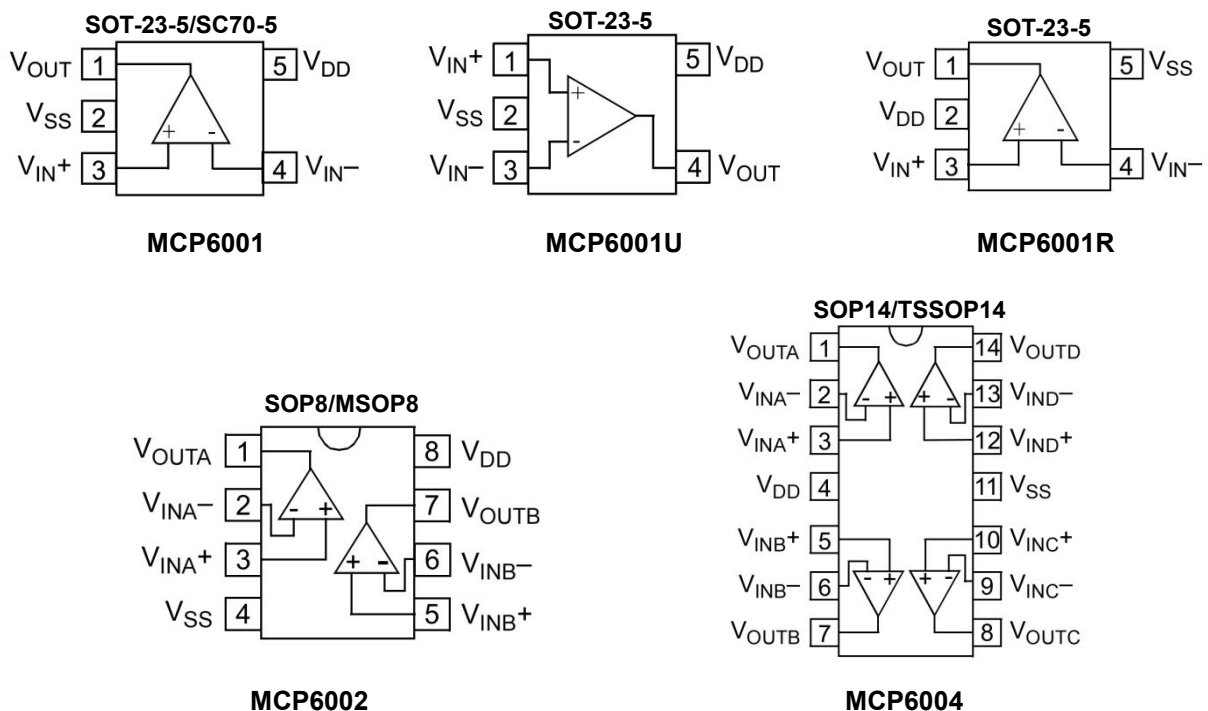 SOT-23-5/SC70-5
VOUT 1 5 VDD
VSS 2
VIN+ 3 4 VIN–
+ -
MCP6001
SOT-23-5
VIN+ 1 5 VDD
VSS 2
VIN– 3 4 VOUT
+
-
MCP6001U
SOT-23-5
VOUT 1 5 VSS
VDD 2
VIN+ 3 4 VIN–
+ -
MCP6001R
SOP8/MSOP8
VOUTA 1 8 VDD
VINA– 2 - + 7 VOUTB
VINA+ 3 + - 6 VINB–
VSS 4 5 VINB+
MCP6002
SOP14/TSSOP14
VOUTA 1 14 VOUTD
VINA– 2 - + + - 13 VIND–
VINA+ 3 12 VIND+
VDD 4 11 VSS
VINB+ 5 10 VINC+
VINB– 6 - + + - 9 VINC–
VOUTB 7 8 VOUTC
MCP6004